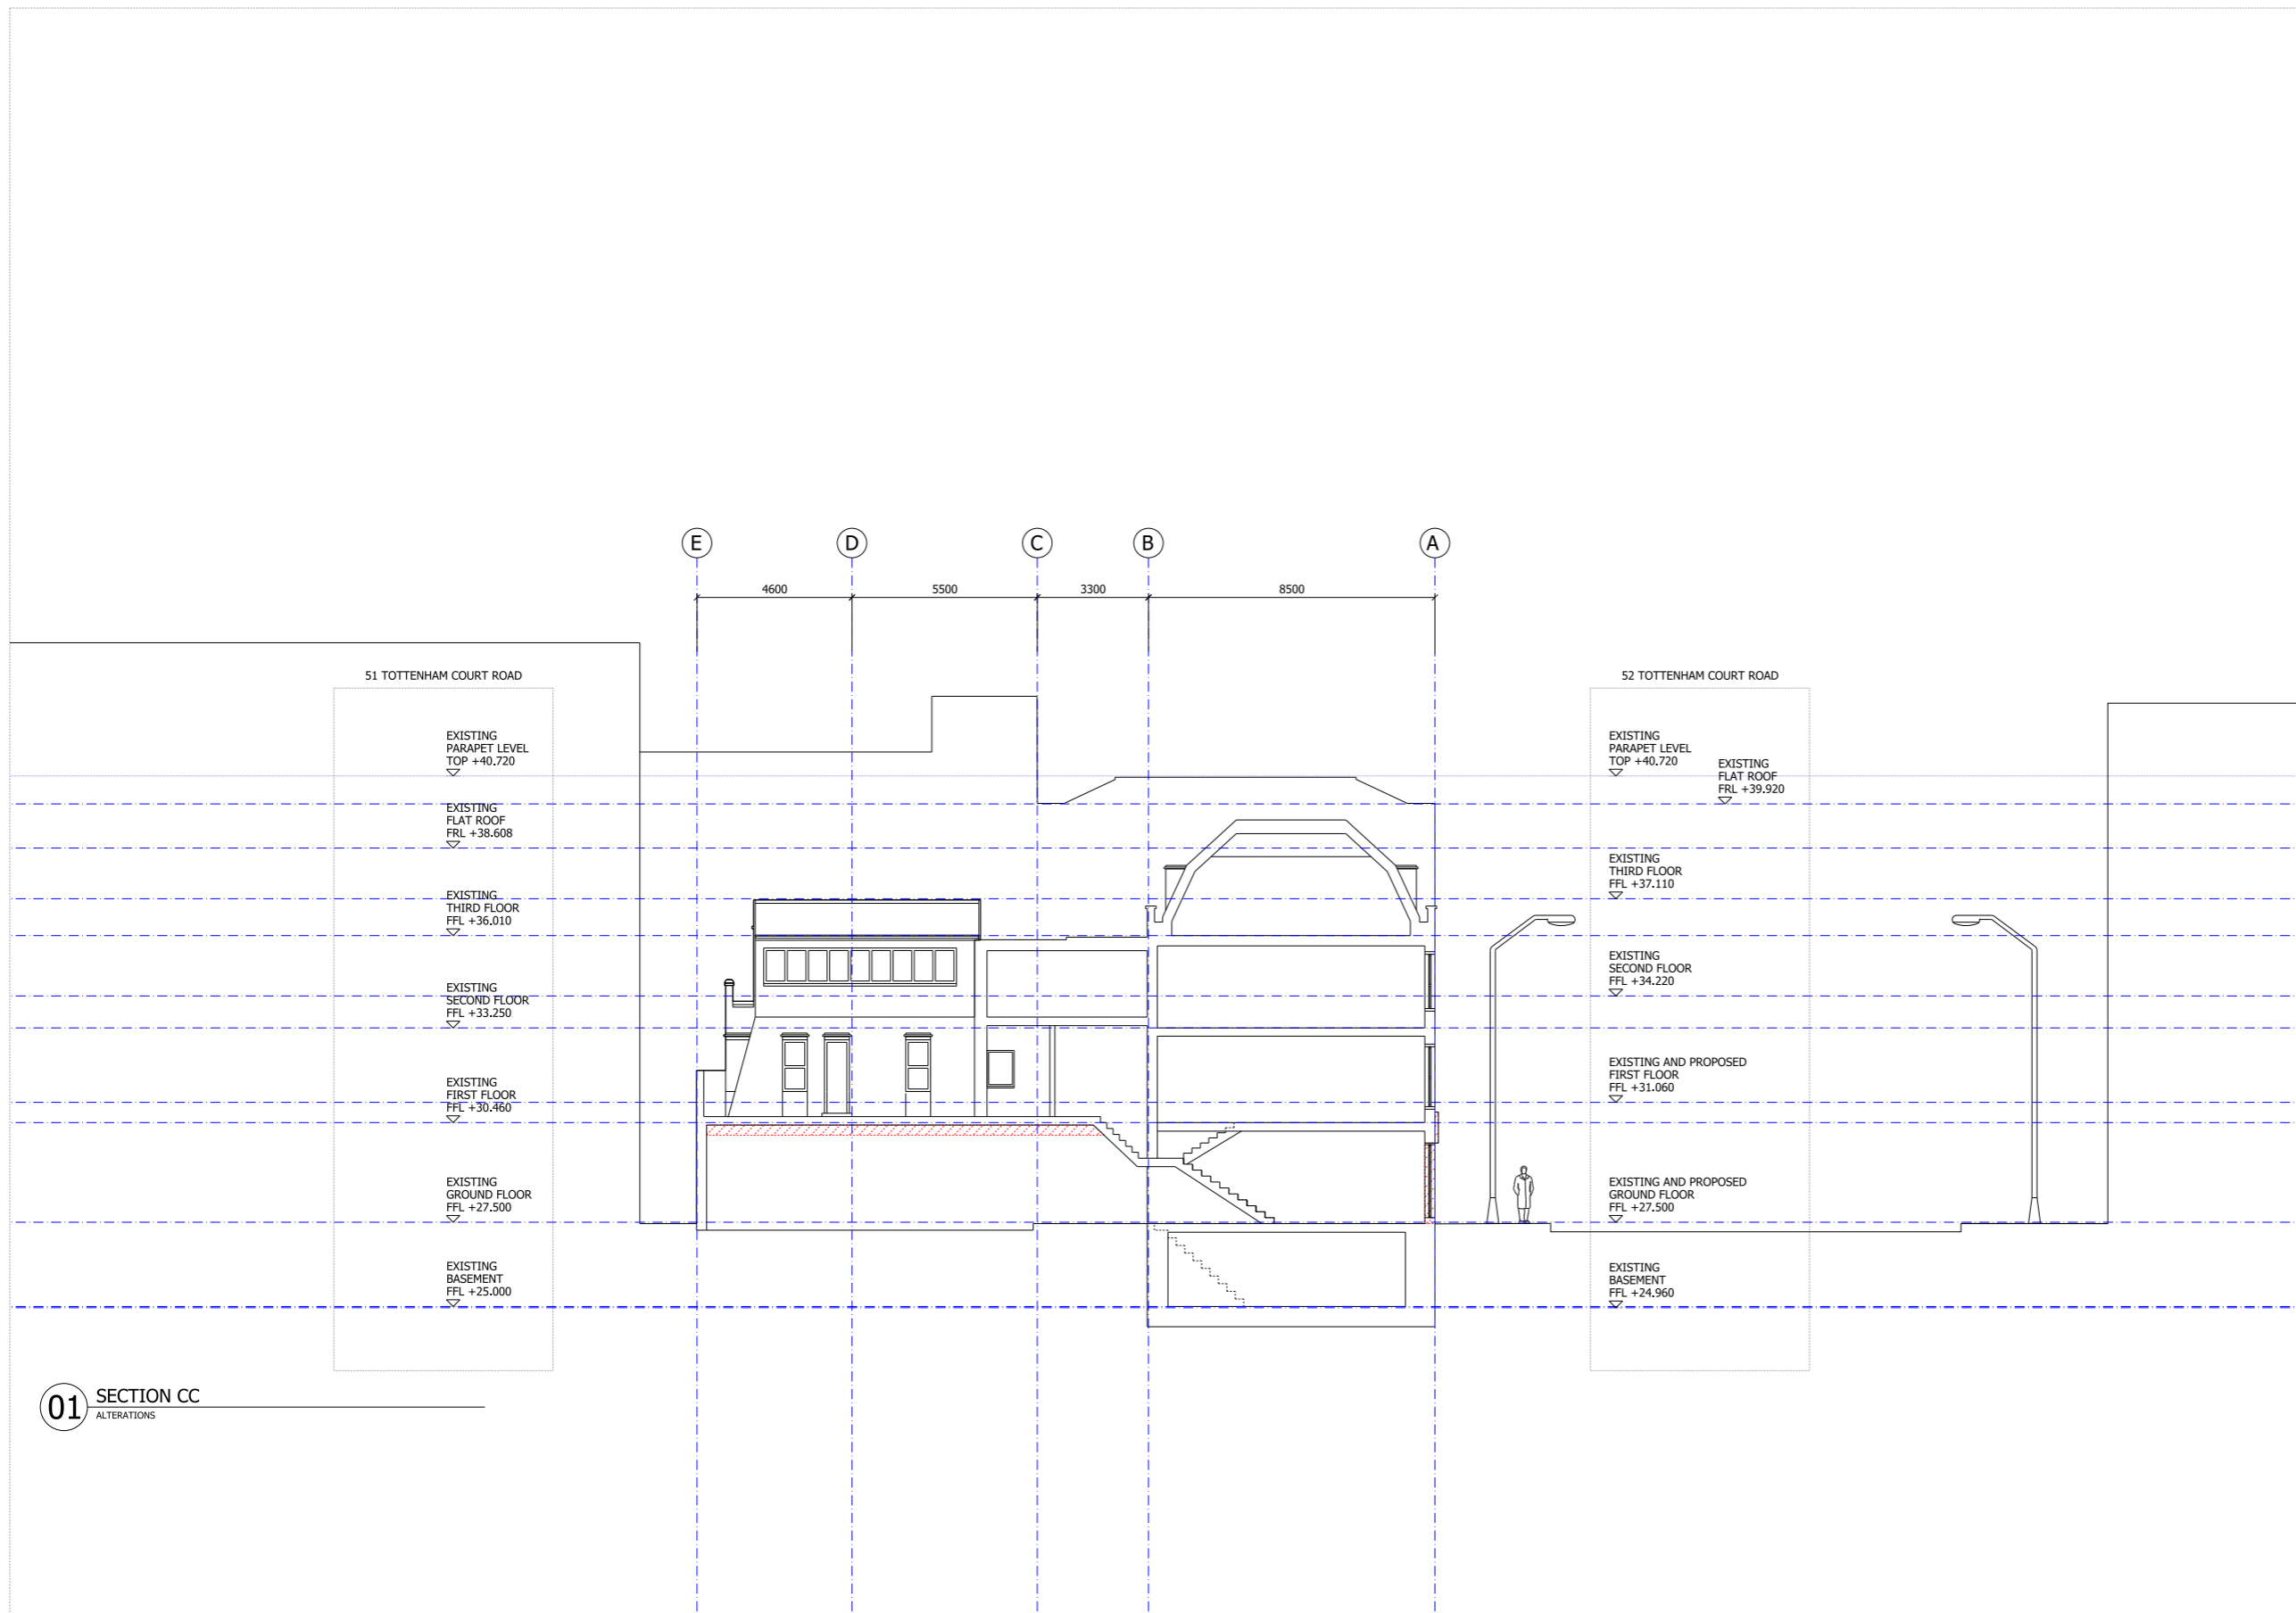 E
D
C
B
A
4600
5500
3300
8500
51 TOTTENHAM COURT ROAD
EXISTING
PARAPET LEVEL
TOP +40.720
EXISTING
FLAT ROOF
FRL +38.608
EXISTING
THIRD FLOOR
FFL +36.010
EXISTING
SECOND FLOOR
FFL +33.250
EXISTING
FIRST FLOOR
FFL +30.460
EXISTING
GROUND FLOOR
FFL +27.500
EXISTING
BASEMENT
FFL +25.000
52 TOTTENHAM COURT ROAD
EXISTING
PARAPET LEVEL
TOP +40.720
EXISTING
FLAT ROOF
FRL +39.920
EXISTING
THIRD FLOOR
FFL +37.110
EXISTING
SECOND FLOOR
FFL +34.220
EXISTING AND PROPOSED
FIRST FLOOR
FFL +31.060
EXISTING AND PROPOSED
GROUND FLOOR
FFL +27.500
EXISTING
BASEMENT
FFL +24.960
01
SECTION CC
ALTERATIONS